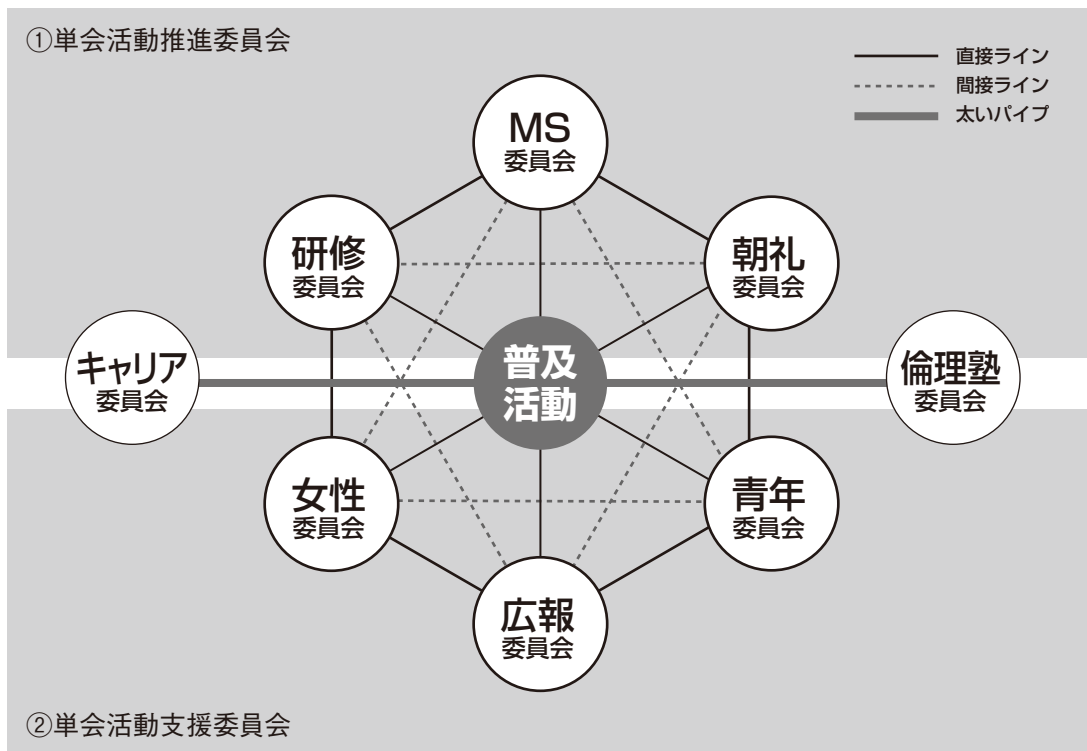 ①単会活動推進委員会
直接ライン
間接ライン
太いパイプ
MS
委員会
研修
委員会
朝礼
委員会
キャリア
委員会
普及
活動
倫理塾
委員会
女性
委員会
青年
委員会
広報
委員会
②単会活動支援委員会